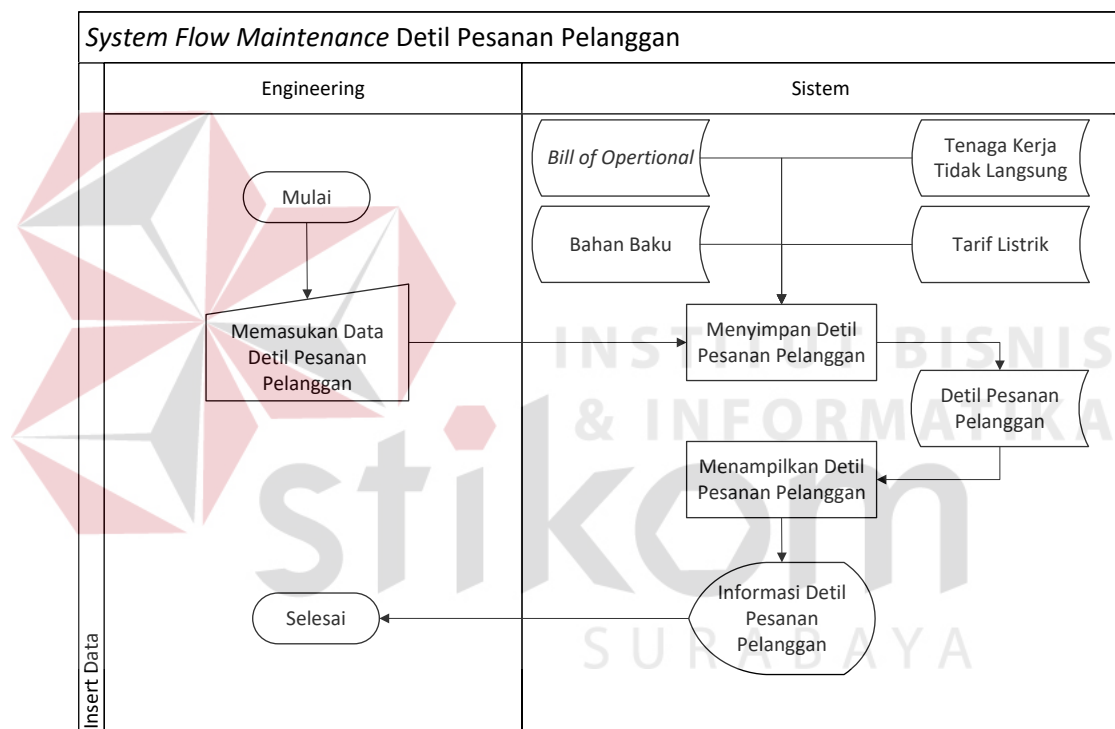 System Flow Maintenance Detil Pesanan Pelanggan
Engineering
Sistem
Insert Data
Bill of Opertional
Tenaga Kerja
Tidak Langsung
Mulai
Bahan Baku
Tarif Listrik
Memasukan Data
Detil Pesanan
Pelanggan
Menyimpan Detil
Pesanan Pelanggan
Detil Pesanan
Pelanggan
Menampilkan Detil
Pesanan Pelanggan
Informasi Detil
Pesanan
Pelanggan
Selesai
INSTITUT BISNIS
& INFORMATIKA
stikom
SURABAYA